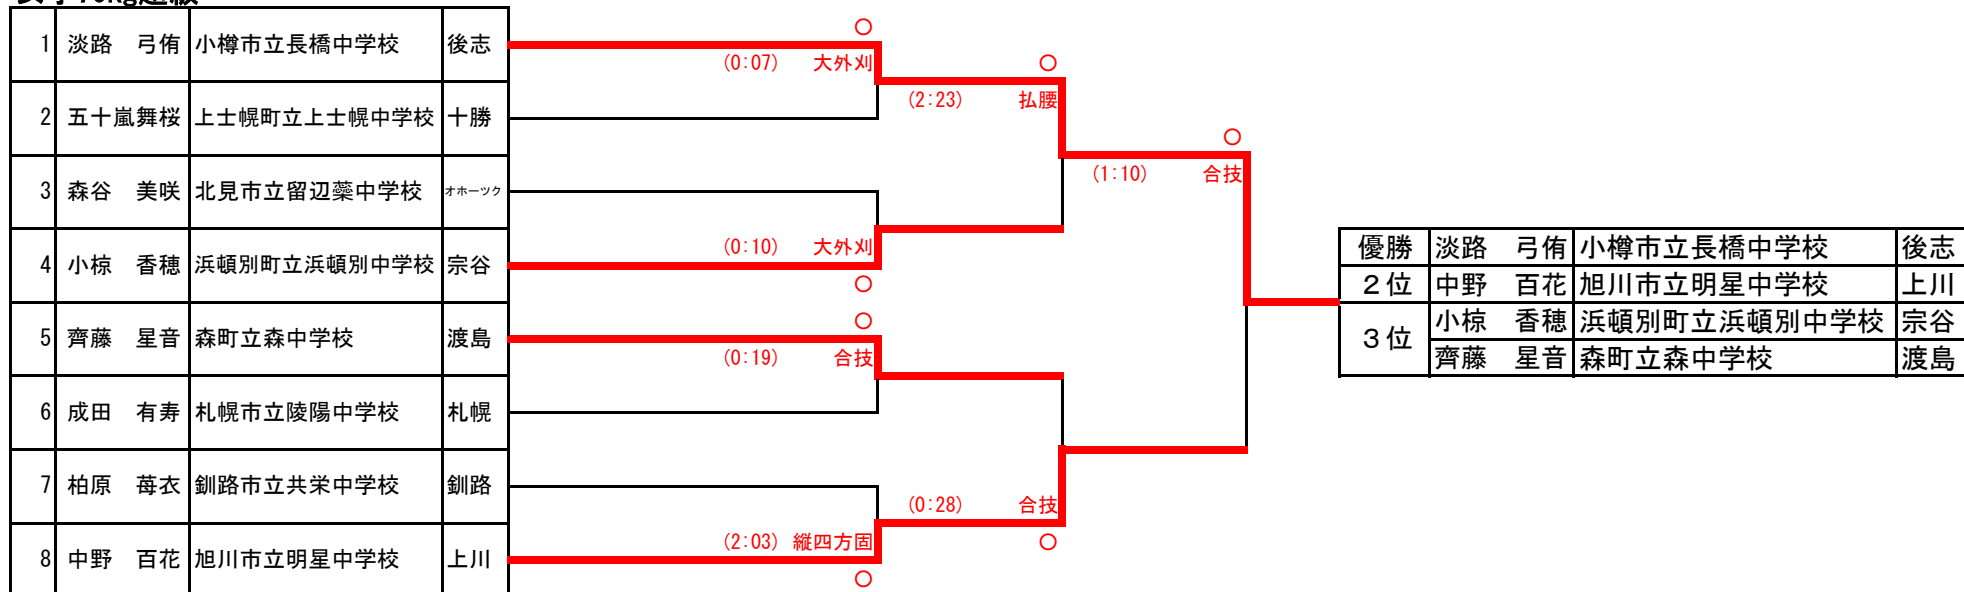 1 淡路 弓侑 小樽市立長橋中学校 後志
2 五十嵐舞桜 上士幌町立上士幌中学校 十勝
3 森谷 美咲 北見市立留辺蘂中学校 オホーツク
4 小椋 香穂 浜頓別町立浜頓別中学校 宗谷
5 齊藤 星音 森町立森中学校 渡島
6 成田 有寿 札幌市立陵陽中学校 札幌
7 柏原 苺衣 釧路市立共栄中学校 釧路
8 中野 百花 旭川市立明星中学校 上川
○
(0:07) 大外刈
(0:10) 大外刈
○
○
(0:19) 合技
(2:03) 縦四方固
○
○
(2:23) 払腰
(0:28) 合技
○
○
(1:10) 合技
優勝 淡路 弓侑 小樽市立長橋中学校 後志
2位 中野 百花 旭川市立明星中学校 上川
3位 小椋 香穂 浜頓別町立浜頓別中学校 宗谷
齊藤 星音 森町立森中学校 渡島